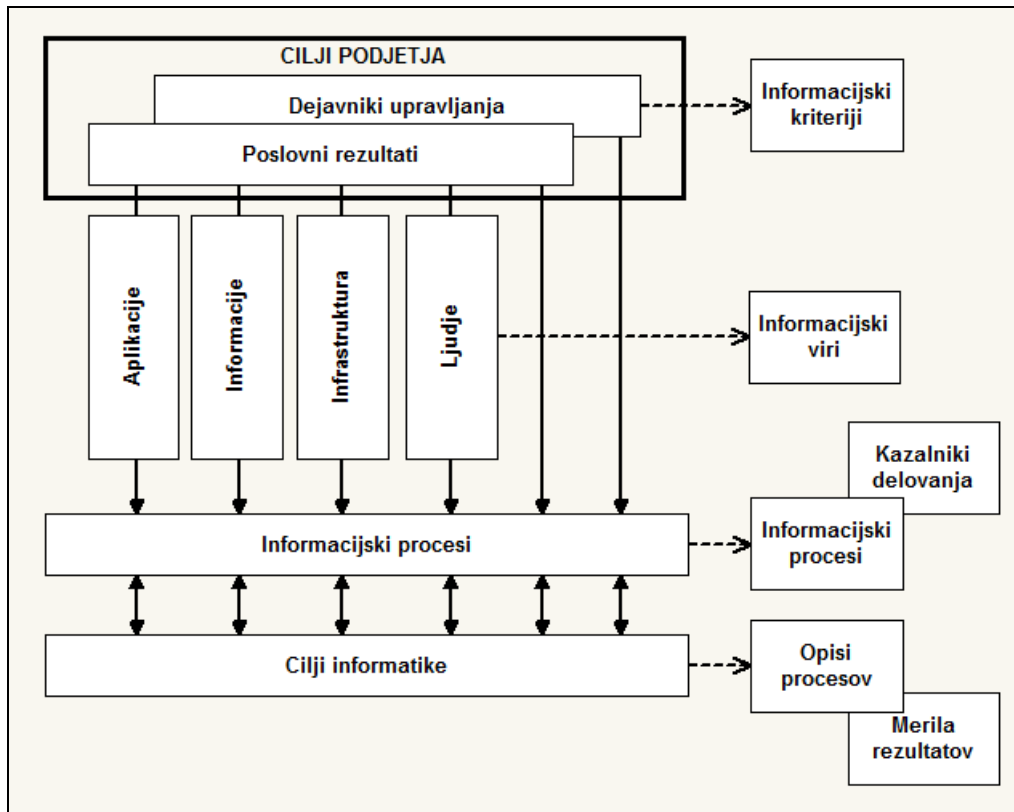 CILJI PODJETJA
Dejavniki upravljanja
Poslovni rezultati
Informacijski
kriteriji
Aplikacije
Informacije
Infrastruktura
Ljudje
Informacijski
viri
Kazalniki
delovanja
Informacijski procesi
Informacijski
procesi
Cilji informatike
Opisi
procesov
Merila
rezultatov